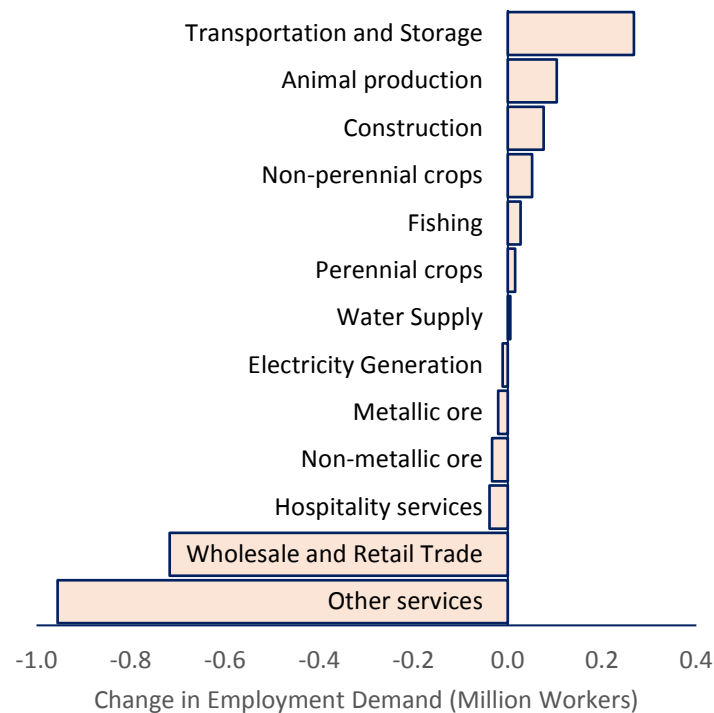 Transportation and Storage
Animal production
Construction
Non-perennial crops
Fishing
Perennial crops
Water Supply
Electricity Generation
Metallic ore
Non-metallic ore
Hospitality services
Wholesale and Retail Trade
Other services
-1.0 -0.8 -0.6 -0.4 -0.2 0.0 0.2 0.4
Change in Employment Demand (Million Workers)